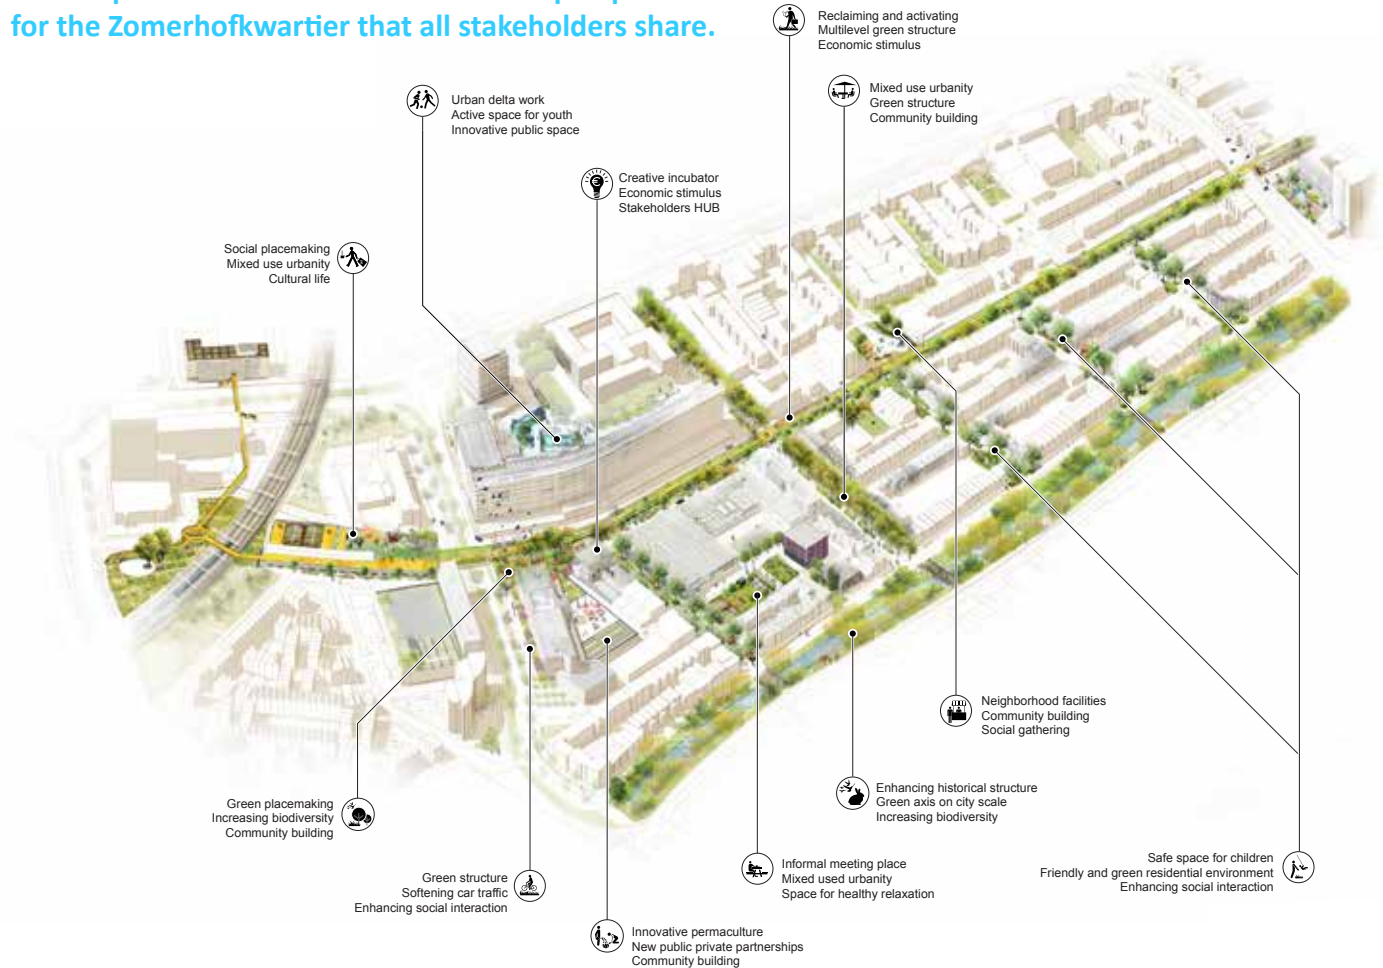 for the Zomerhofkwartier that all stakeholders share.
Reclaiming and activating
Multilevel green structure
Economic stimulus
Mixed use urbanity
Green structure
Community building
Urban delta work
Active space for youth
Innovative public space
Creative incubator
Economic stimulus
Stakeholders HUB
Social placemaking
Mixed use urbanity
Cultural life
Neighborhood facilities
Community building
Social gathering
Enhancing historical structure
Green axis on city scale
Increasing biodiversity
Green placemaking
Increasing biodiversity
Community building
Informal meeting place
Mixed used urbanity
Space for healthy relaxation
Safe space for children
Friendly and green residential environment
Enhancing social interaction
Green structure
Softening car traffic
Enhancing social interaction
Innovative permaculture
New public private partnerships
Community building